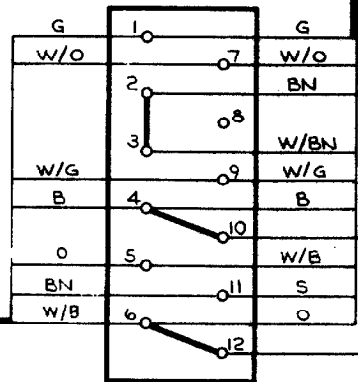 G 1 G
W/O 7 W/O
2 BN
8
3 W/BN
W/G 9 W/G
B 4 B
10
O 5 W/B
BN 11 S
W/B 6 O
12